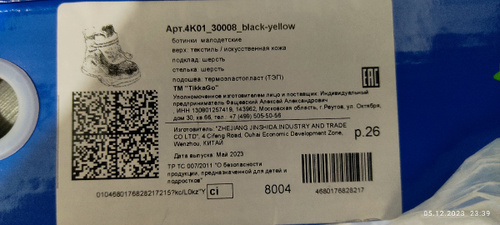 Арт.4K01_30008_black-yellow
ботинки малодетские
верх: текстиль / искусственная кожа
подклад: шерсть
стелька: шерсть
подошва: термоэластопласт (ТЭП)
ТМ "TikkaGo"
Уполномоченное изготовителем лицо и поставщик: Индивидуальный
предприниматель Фащевский Алексей Александрович
ИНН 130801257419, 143962, Московская область, г. Реутов, ул. Октября,
дом 30, кв.66, тел.: +7 (495) 505-50-56
EAC
Изготовитель: "ZHEJIANG JINSHIDA INDUSTRY AND TRADE
CO LTD", 4 Cifeng Road, Ouhai Economic Development Zone,
Wenzhou, КИТАЙ
р.26
Дата выпуска: Май 2023
ТР ТС 007/2011 "О безопасности
продукции, предназначенной для детей и
подростков"
ci
8004
4680176828217
05.12.2023 23:39